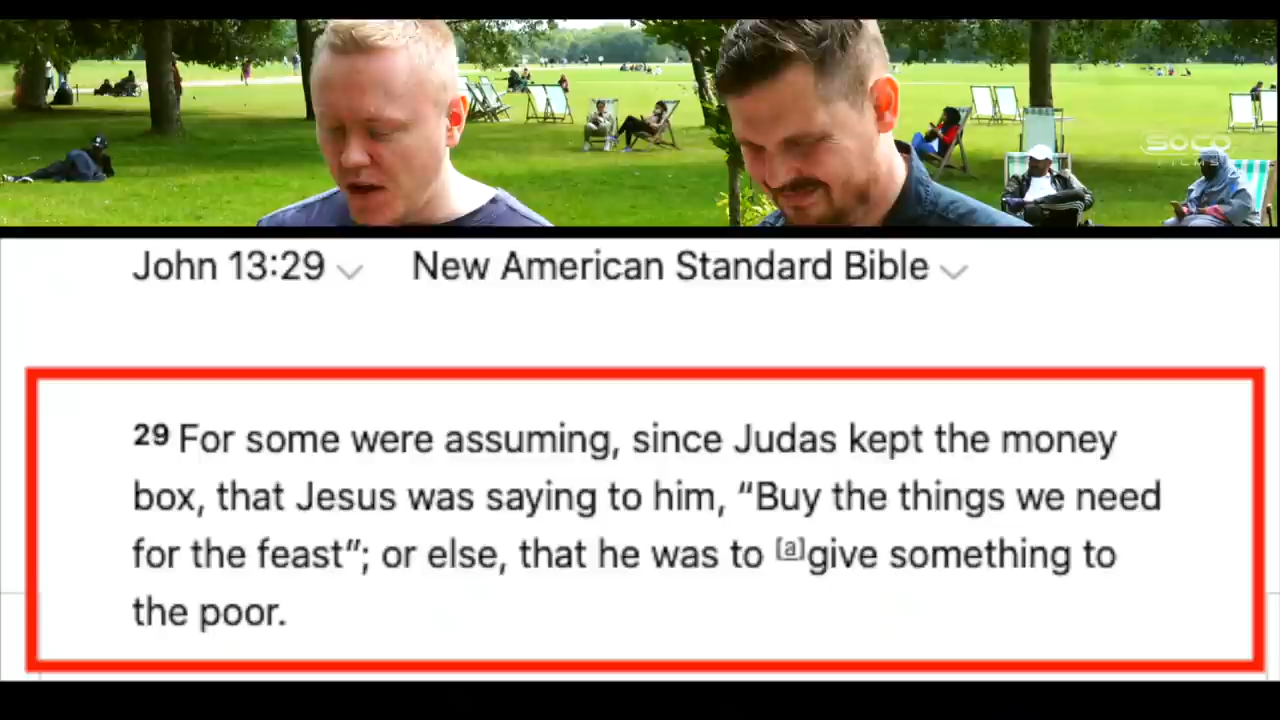 SOCO
FILMS
John 13:29 New American Standard Bible
29 For some were assuming, since Judas kept the money
box, that Jesus was saying to him, “Buy the things we need
for the feast”; or else, that he was to [a]give something to
the poor.